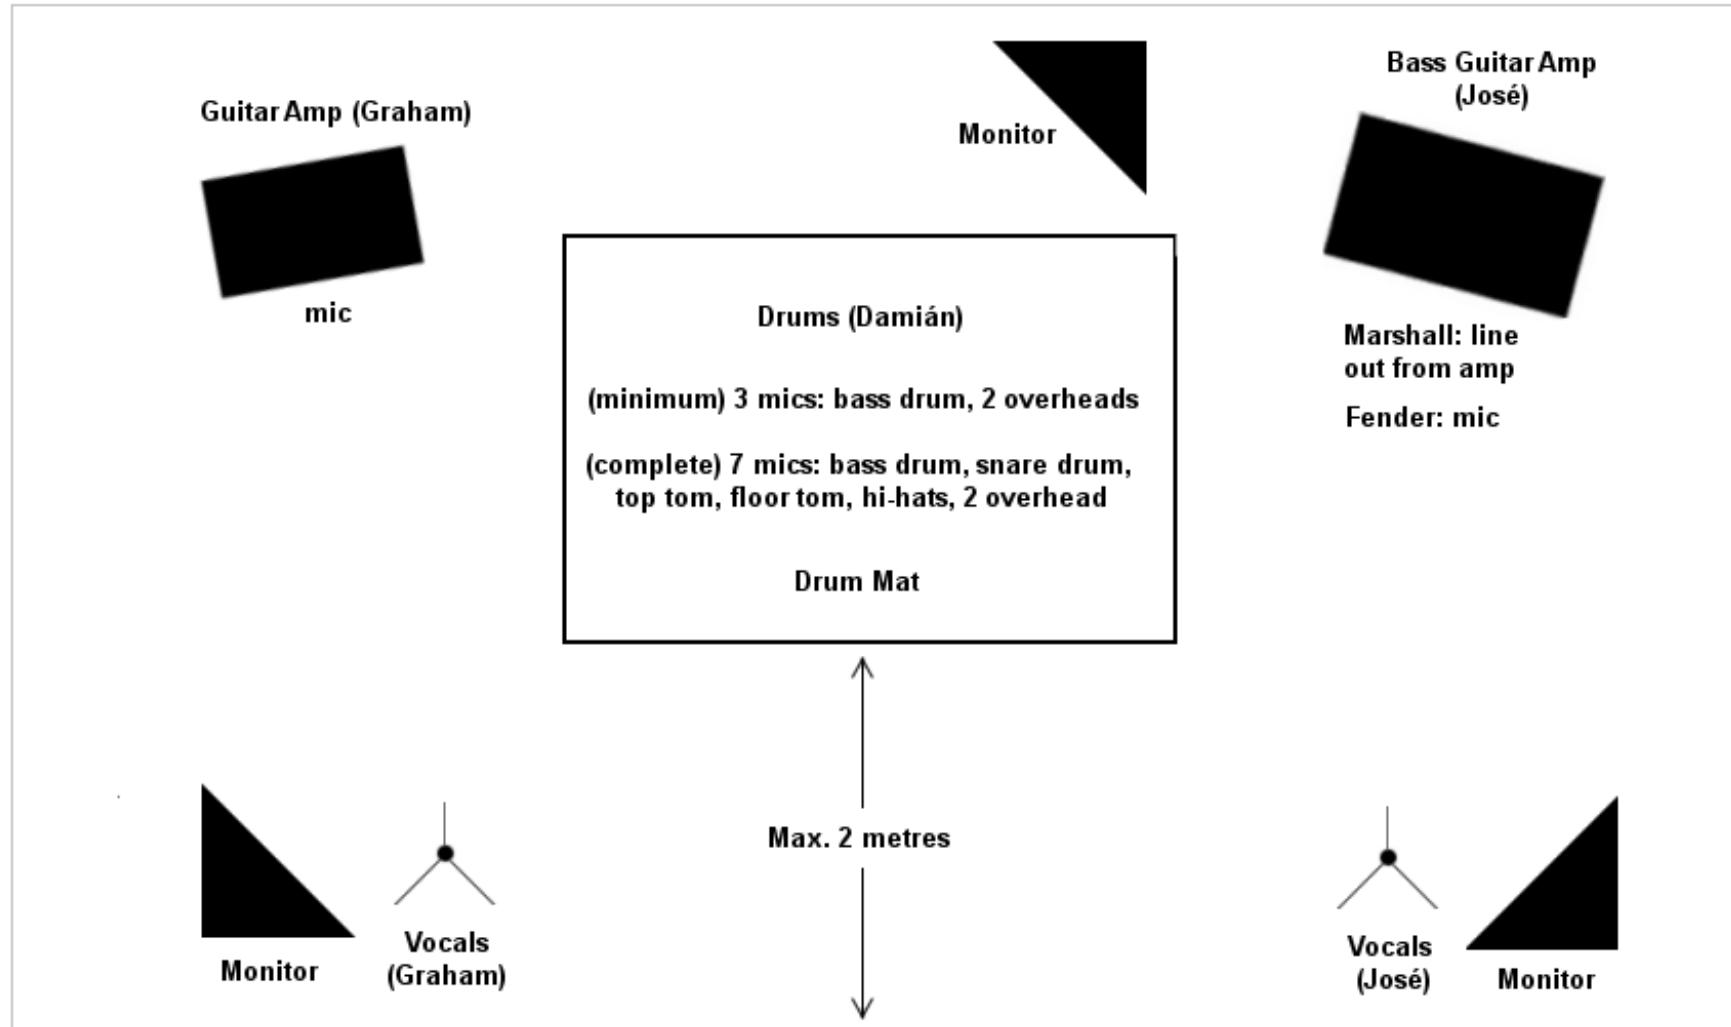 Guitar Amp (Graham)
mic
Monitor
Bass Guitar Amp
(José)
Marshall: line
out from amp
Fender: mic
Drums (Damián)
(minimum) 3 mics: bass drum, 2 overheads
(complete) 7 mics: bass drum, snare drum,
top tom, floor tom, hi-hats, 2 overhead
Drum Mat
Max. 2 metres
Monitor
Vocals
(Graham)
Vocals
(José)
Monitor